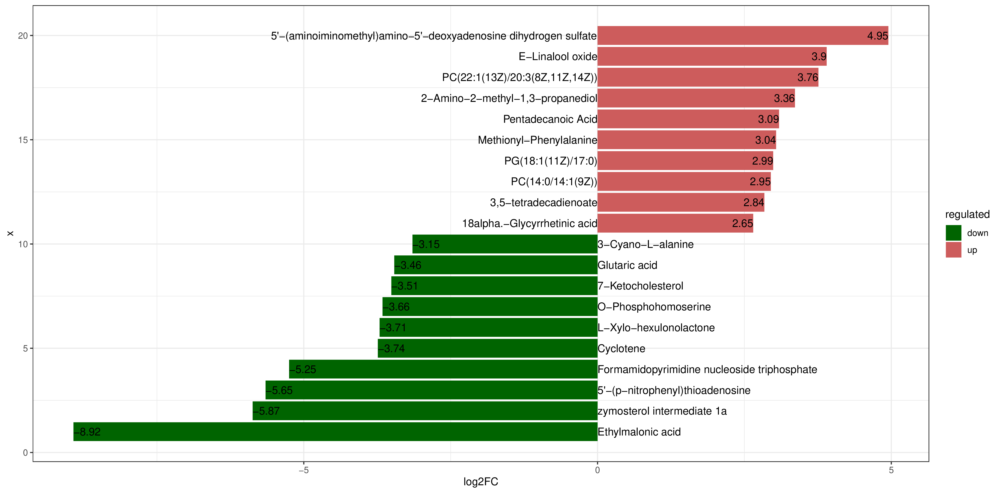 20
5'−(aminoiminomethyl)amino−5'−deoxyadenosine dihydrogen sulfate 4.95
E−Linalool oxide 3.9
PC(22:1(13Z)/20:3(8Z,11Z,14Z)) 3.76
2−Amino−2−methyl−1,3−propanediol 3.36
Pentadecanoic Acid 3.09
15
Methionyl−Phenylalanine 3.04
PG(18:1(11Z)/17:0) 2.99
PC(14:0/14:1(9Z)) 2.95
3,5−tetradecadienoate 2.84
18alpha.−Glycyrrhetinic acid 2.65
10
−3.15 3−Cyano−L−alanine
−3.46 Glutaric acid
−3.51 7−Ketocholesterol
−3.66 O−Phosphohomoserine
−3.71 L−Xylo−hexulonolactone
5
−3.74 Cyclotene
−5.25 Formamidopyrimidine nucleoside triphosphate
−5.65 5'−(p−nitrophenyl)thioadenosine
−5.87 zymosterol intermediate 1a
−8.92 Ethylmalonic acid
0
x
−5 0 5
log2FC
regulated
down
up